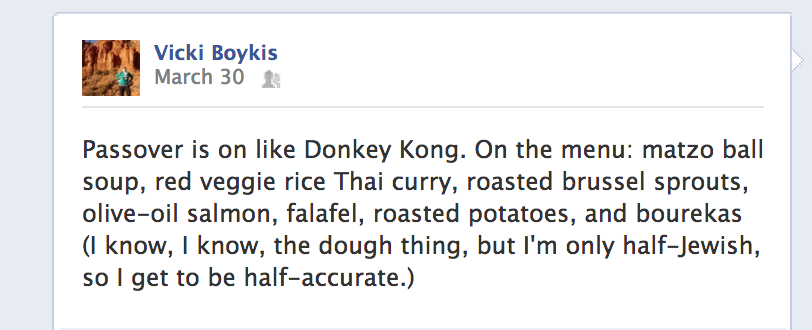 Vicki Boykis
March 30
Passover is on like Donkey Kong. On the menu: matzo ball
soup, red veggie rice Thai curry, roasted brussel sprouts,
olive-oil salmon, falafel, roasted potatoes, and bourekas
(I know, I know, the dough thing, but I'm only half-Jewish,
so I get to be half-accurate.)